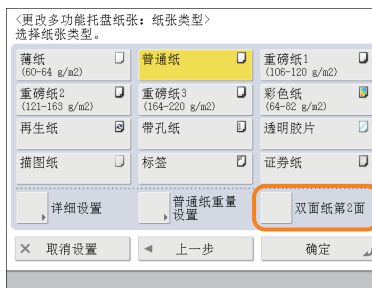 〈更改多功能托盘纸张：纸张类型〉
选择纸张类型。
薄纸 普通纸 重磅纸1
(60-64 g/m2) (106-120 g/m2)
重磅纸2 重磅纸3 彩色纸
(121-163 g/m2) (164-220 g/m2) (64-82 g/m2)
再生纸 带孔纸 透明胶片
描图纸 标签 证券纸
详细设置 普通纸重量
设置 双面纸第2面
× 取消设置 ◄ 上一步 确定